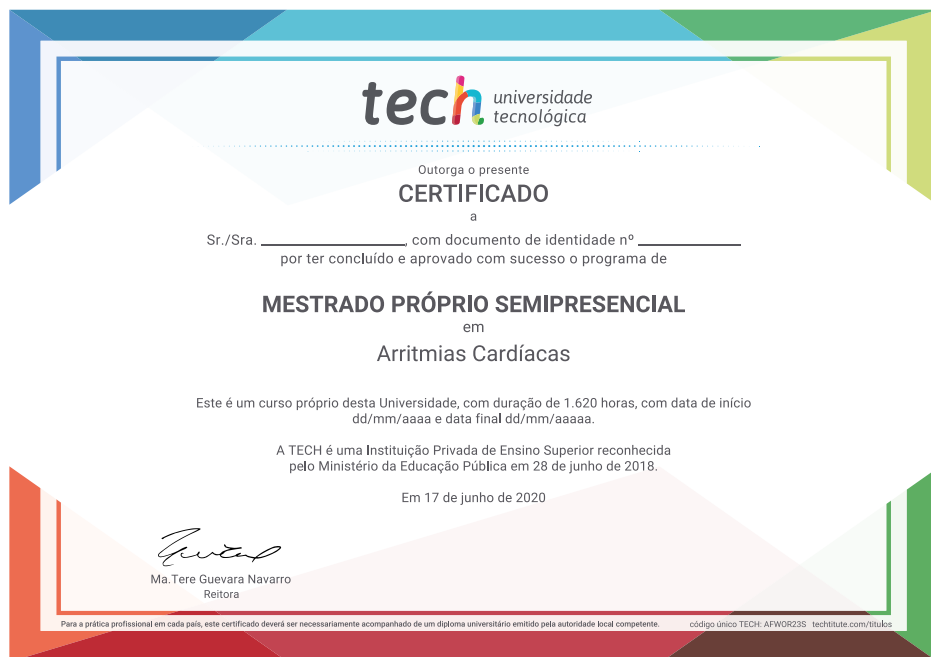 tech universidade
tecnológica
Outorga o presente
CERTIFICADO
a
Sr./Sra. ____________________, com documento de identidade nº ______________
por ter concluído e aprovado com sucesso o programa de
MESTRADO PRÓPRIO SEMIPRESENCIAL
em
Arritmias Cardíacas
Este é um curso próprio desta Universidade, com duração de 1.620 horas, com data de início
dd/mm/aaaa e data final dd/mm/aaaaa.
A TECH é uma Instituição Privada de Ensino Superior reconhecida
pelo Ministério da Educação Pública em 28 de junho de 2018.
Em 17 de junho de 2020
Ma.Tere Guevara Navarro
Reitora
Para a prática profissional em cada país, este certificado deverá ser necessariamente acompanhado de um diploma universitário emitido pela autoridade local competente. código único TECH: AFWOR23S techtitute.com/titulos